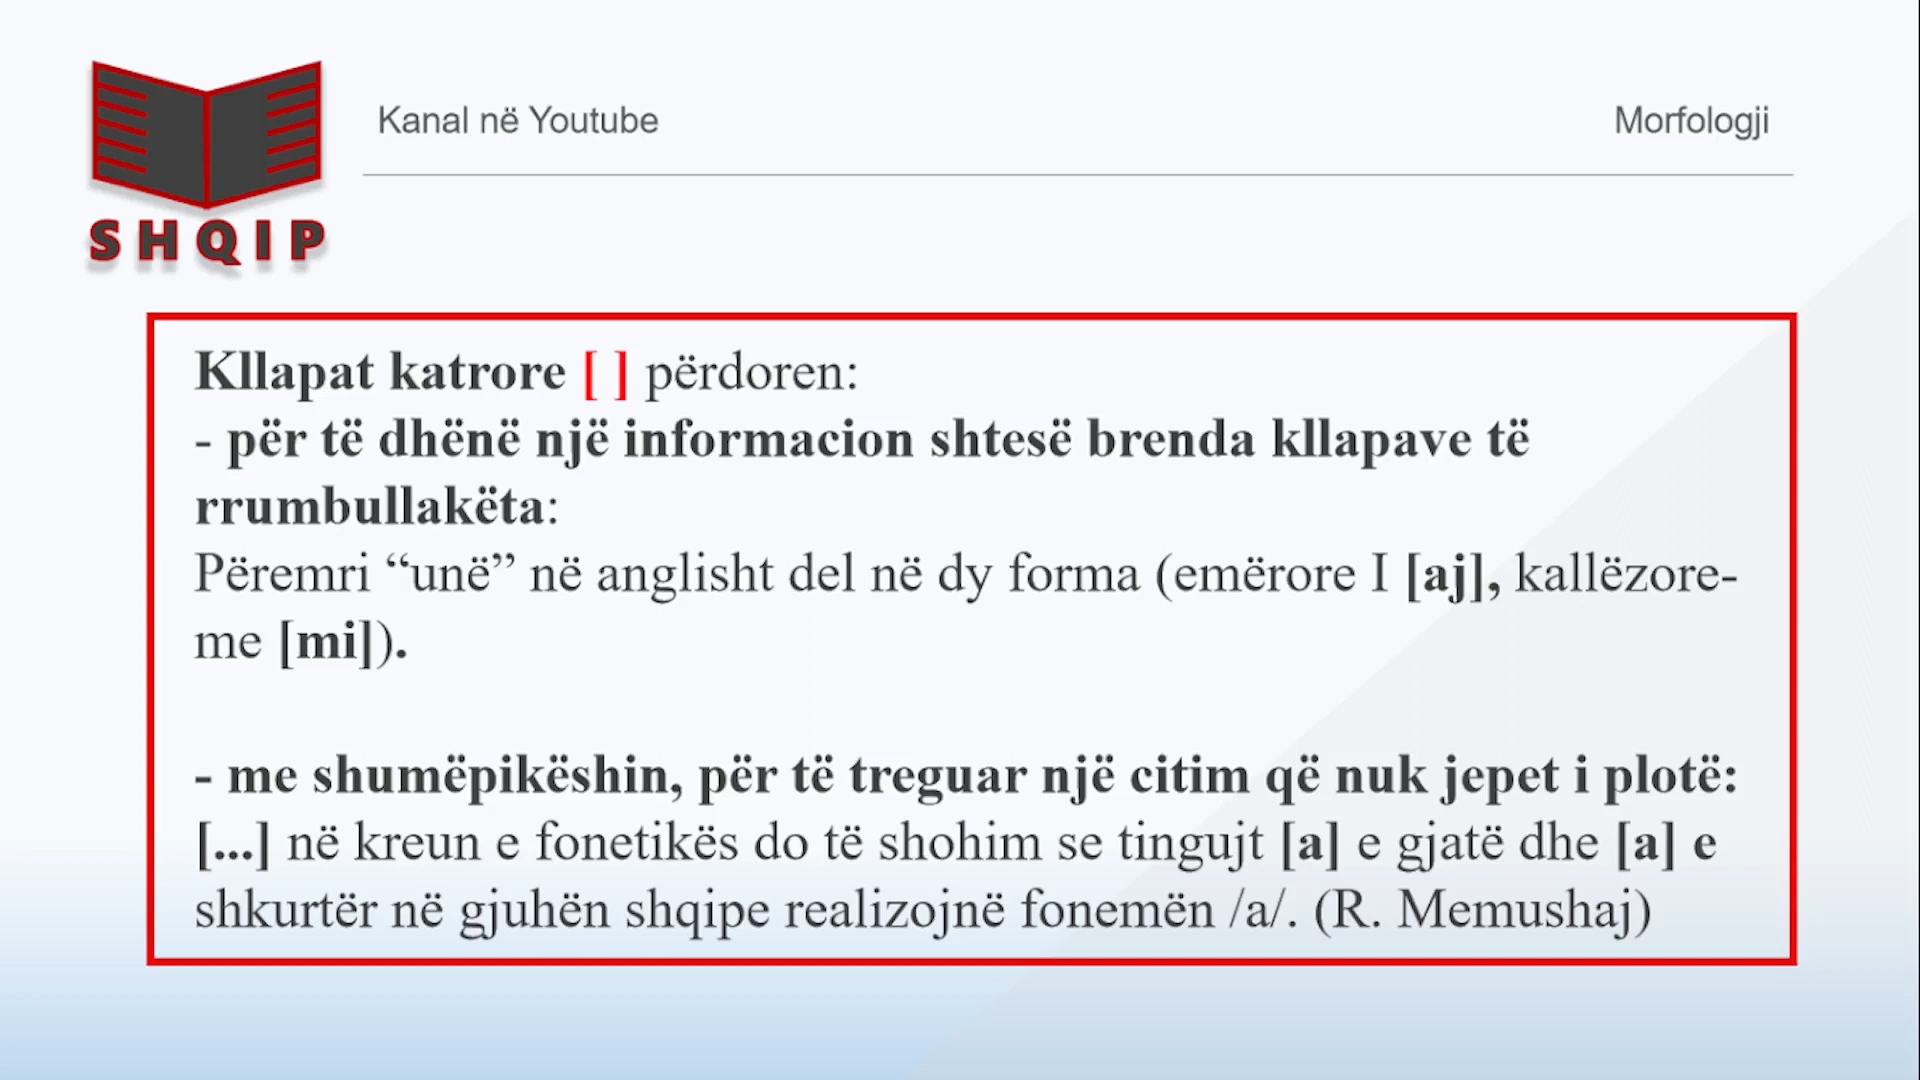 Kanal në Youtube
Morfologji
SHQIP
Kllapat katrore [ ] përdoren:
- për të dhënë një informacion shtesë brenda kllapave të
rrumbullakëta:
Përemri “unë” në anglisht del në dy forma (emërore I [aj], kallëzore-
me [mi]).
- me shumëpikëshin, për të treguar një citim që nuk jepet i plotë:
[...] në kreun e fonetikës do të shohim se tingujt [a] e gjatë dhe [a] e
shkurtër në gjuhën shqipe realizojnë fonemën /a/. (R. Memushaj)